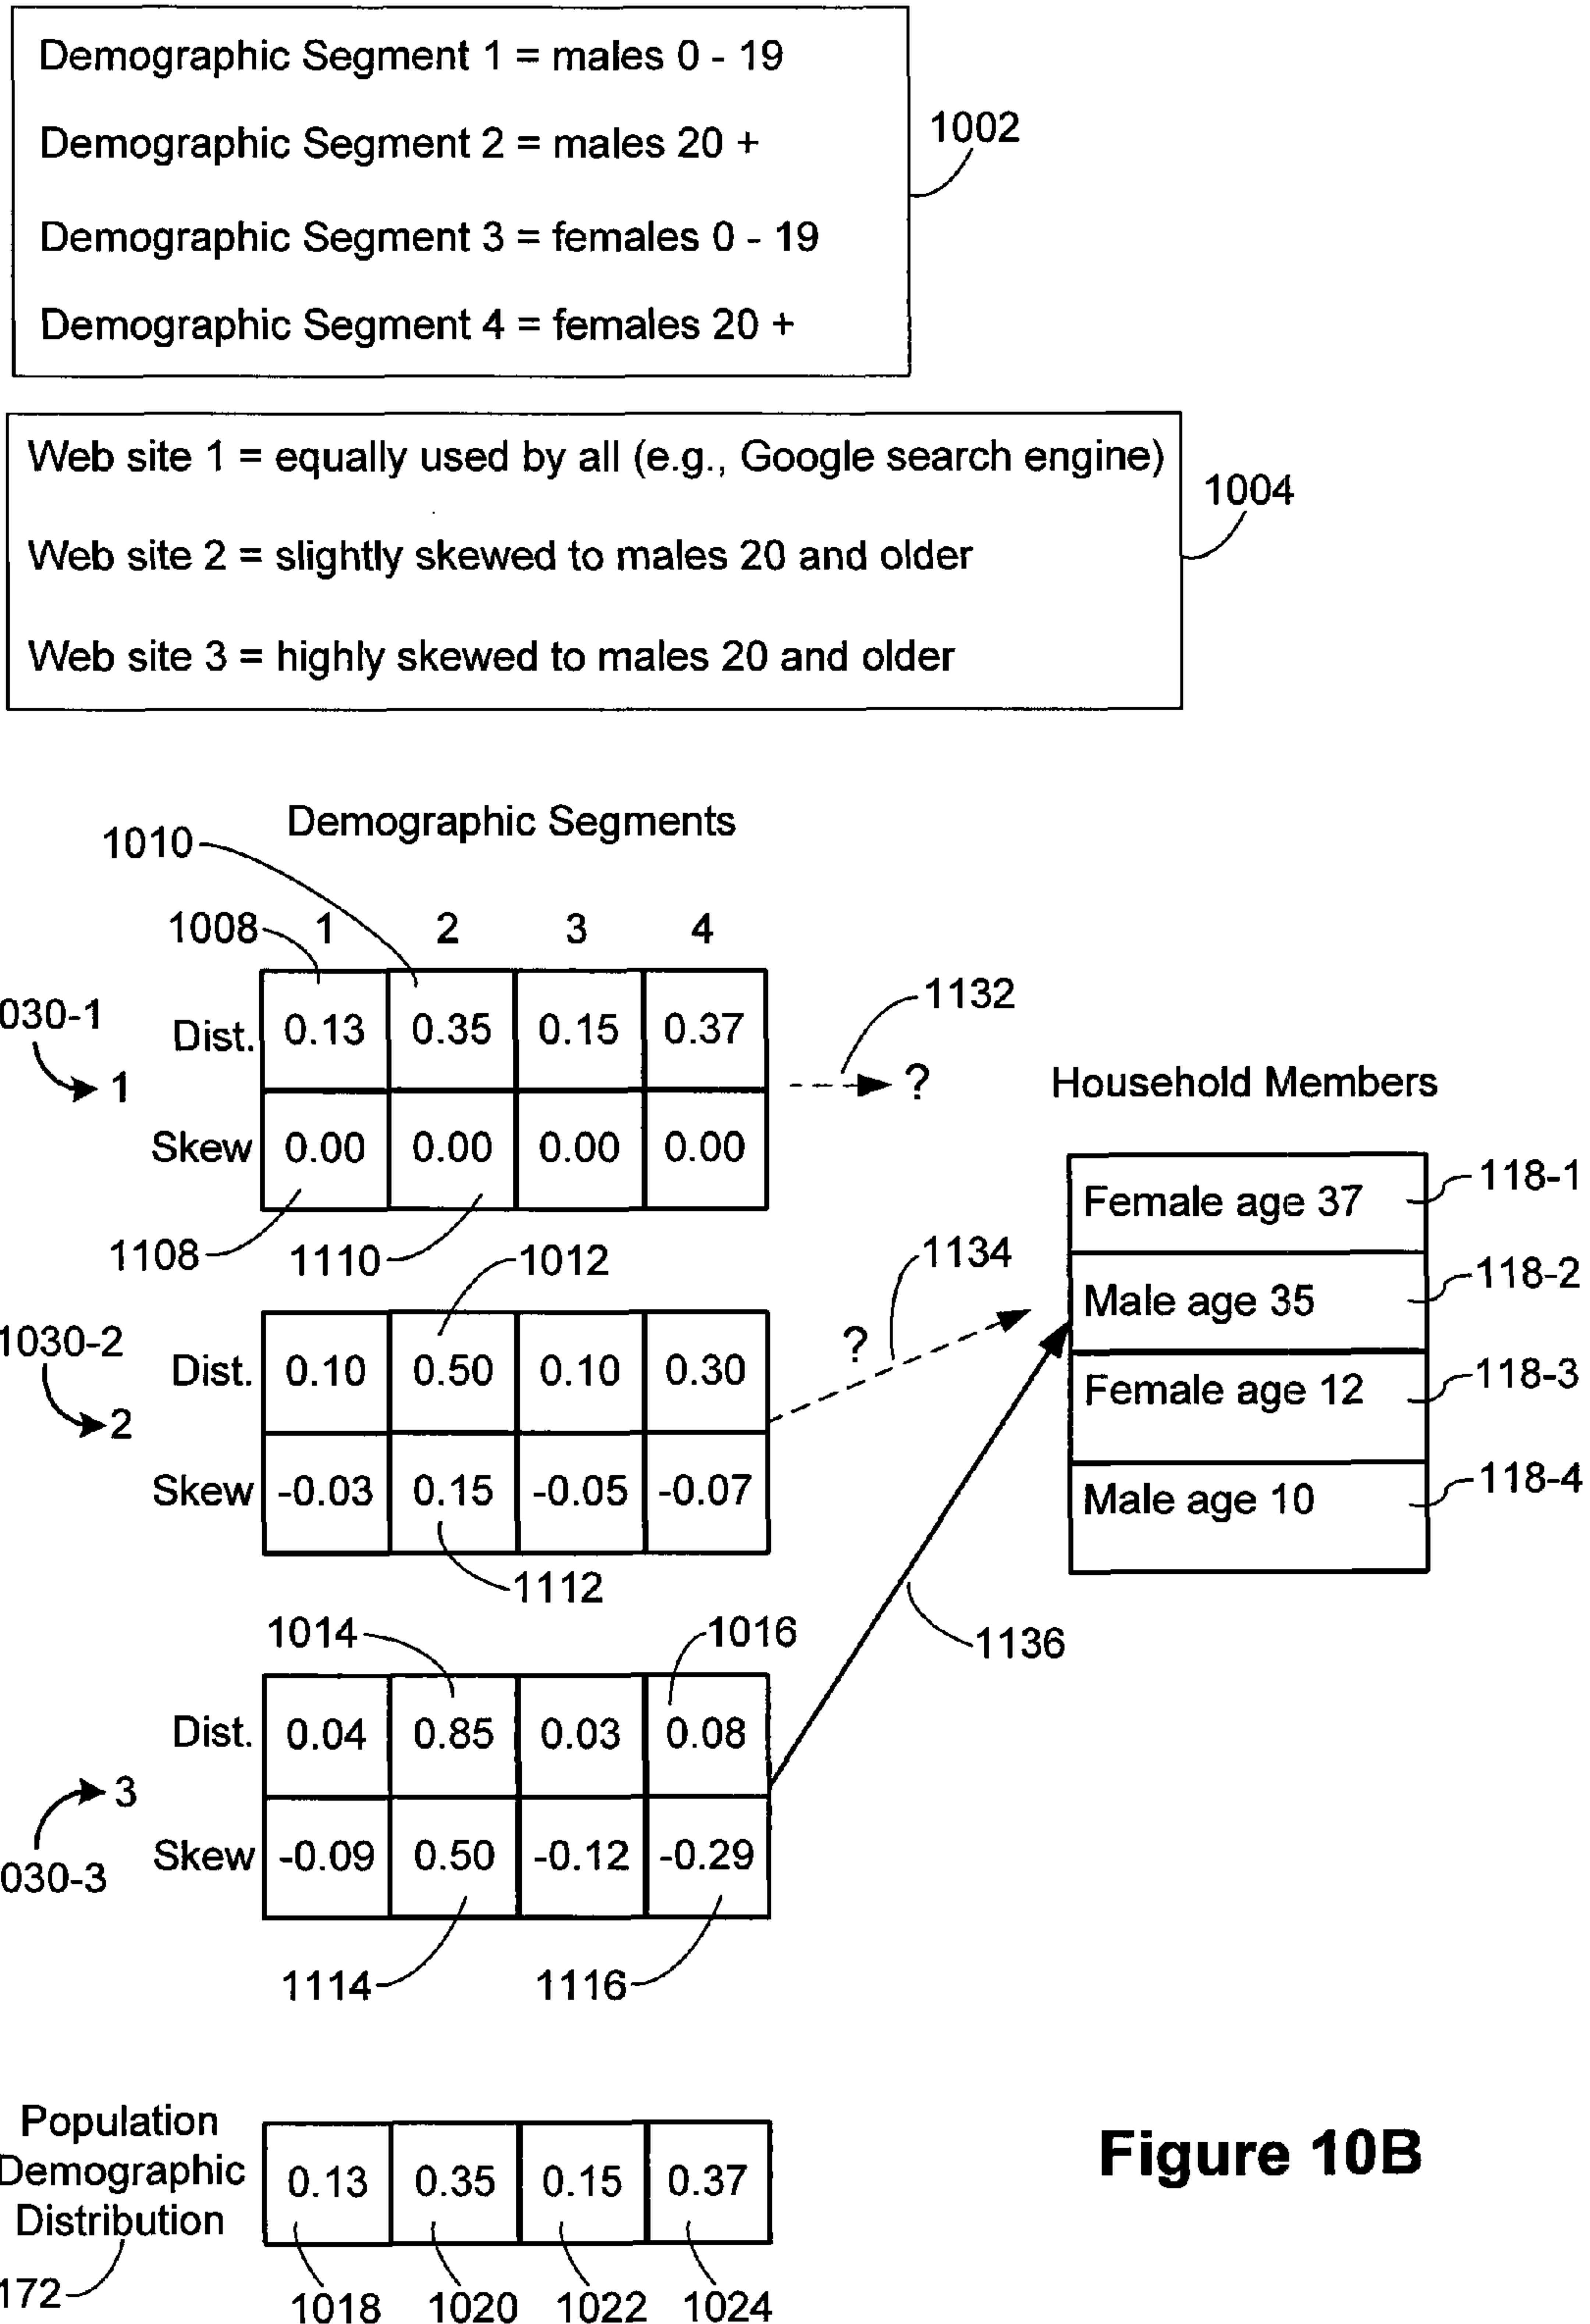 Demographic Segment 1 = males 0 - 19
Demographic Segment 2 = males 20 +
Demographic Segment 3 = females 0 - 19
Demographic Segment 4 = females 20 +
1002
Web site 1 = equally used by all (e.g., Google search engine)
Web site 2 = slightly skewed to males 20 and older
Web site 3 = highly skewed to males 20 and older
1004
Demographic Segments
1010
1008 1 2 3 4
030-1
1
Dist. 0.13 0.35 0.15 0.37
Skew 0.00 0.00 0.00 0.00
1132
?
1108 1110
1012
1030-2
2
Dist. 0.10 0.50 0.10 0.30
Skew -0.03 0.15 -0.05 -0.07
1134
?
1112
1014 1016
Dist. 0.04 0.85 0.03 0.08
3
030-3
Skew -0.09 0.50 -0.12 -0.29
1136
1114 1116
Household Members
Female age 37 118-1
Male age 35 118-2
Female age 12 118-3
Male age 10 118-4
Population
Demographic
Distribution
172
0.13 0.35 0.15 0.37
1018 1020 1022 1024
Figure 10B